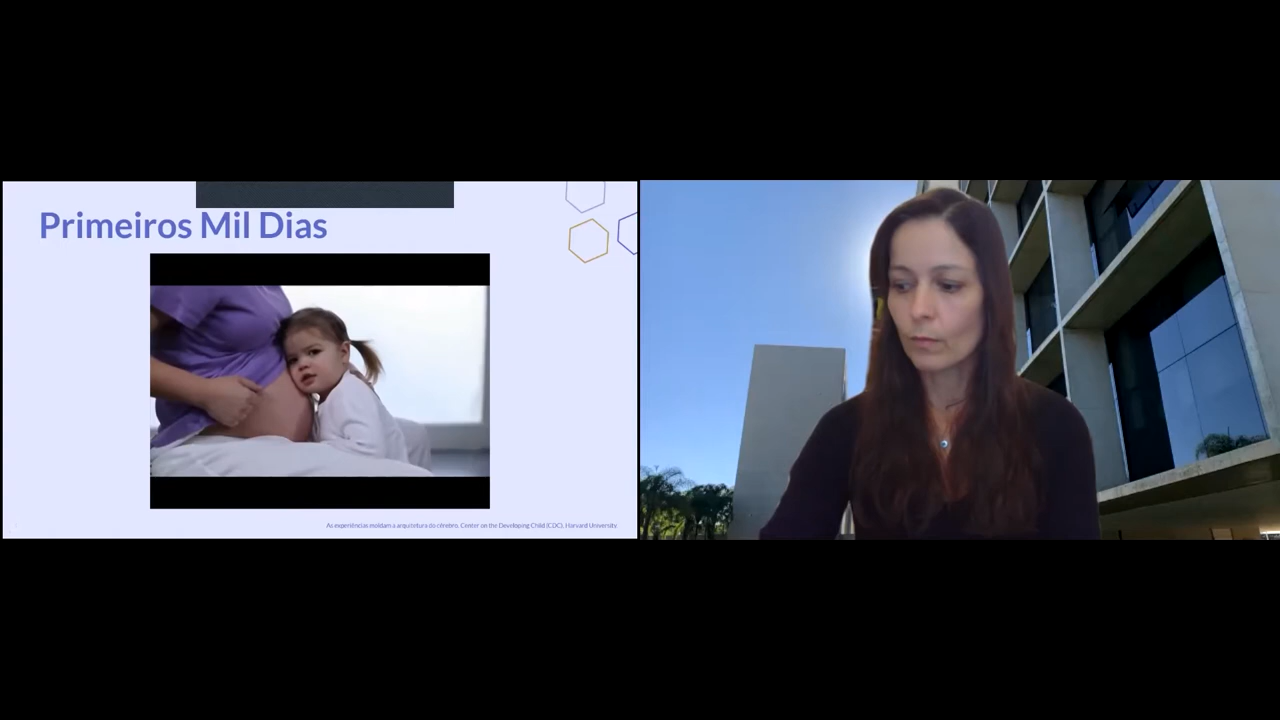 Primeiros Mil Dias
As experiências moldam a arquitetura do cérebro. Center on the Developing Child (CDC), Harvard University.